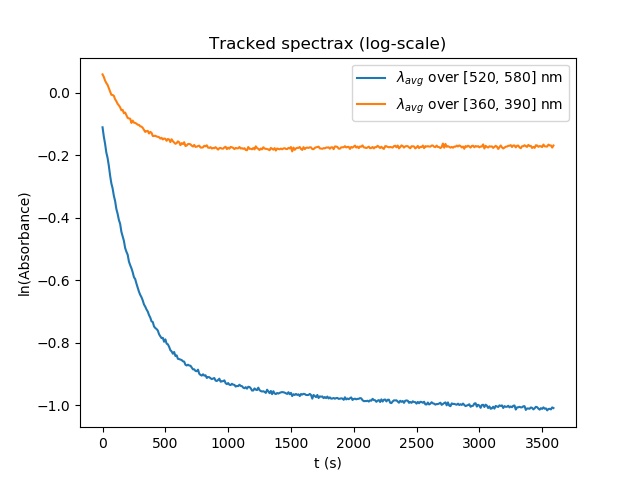 Tracked spectrax (log-scale)
λavg over [520, 580] nm
λavg over [360, 390] nm
0.0
−0.2
−0.4
−0.6
−0.8
−1.0
ln(Absorbance)
0 500 1000 1500 2000 2500 3000 3500
t (s)